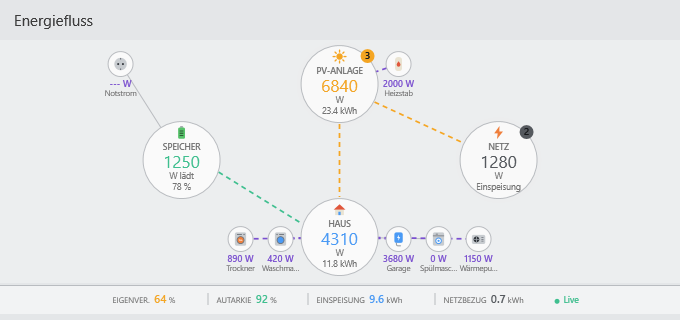 Energiefluss
3
PV-ANLAGE
6840
W
23.4 kWh
--- W
Notstrom
2000 W
Heizstab
SPEICHER
1250
W lädt
78 %
2
NETZ
1280
W
Einspeisung
HAUS
4310
W
11.8 kWh
890 W
Trockner
420 W
Waschma...
3680 W
Garage
0 W
Spülmasc...
1150 W
Wärmepu...
EIGENVER. 64 %
AUTARKIE 92 %
EINSPEISUNG 9.6 kWh
NETZBEZUG 0.7 kWh
Live